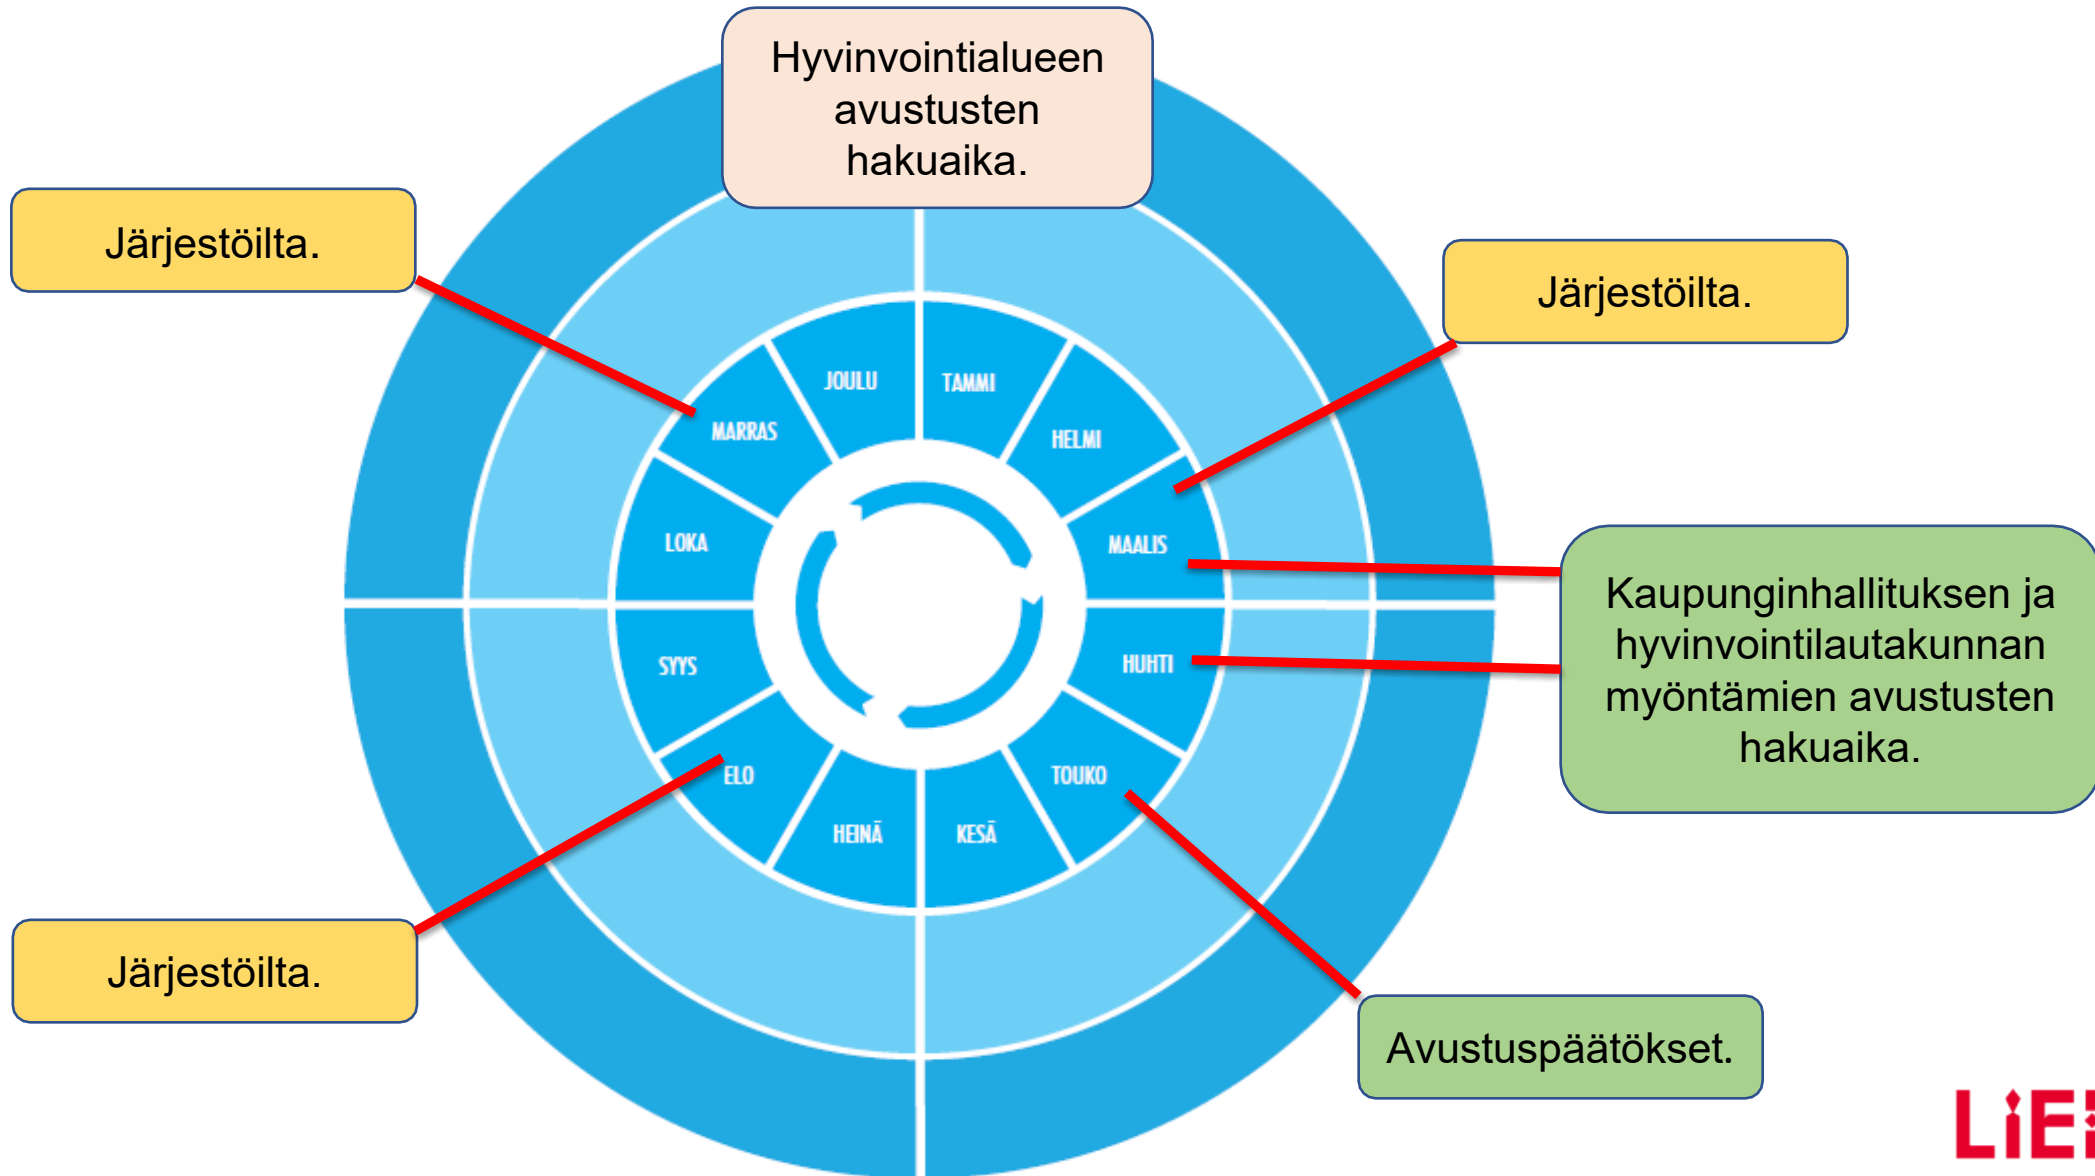 Hyvinvointialueen
avustusten
hakuaika.
Järjestöilta.
Järjestöilta.
JOULU
TAMMI
MARRAS
HELMI
LOKA
MAALIS
SYYS
HUHTI
ELO
TOUKO
HEINÄ
KESÄ
Kaupunginhallituksen ja
hyvinvointilautakunnan
myöntämien avustusten
hakuaika.
Järjestöilta.
Avustuspäätökset.